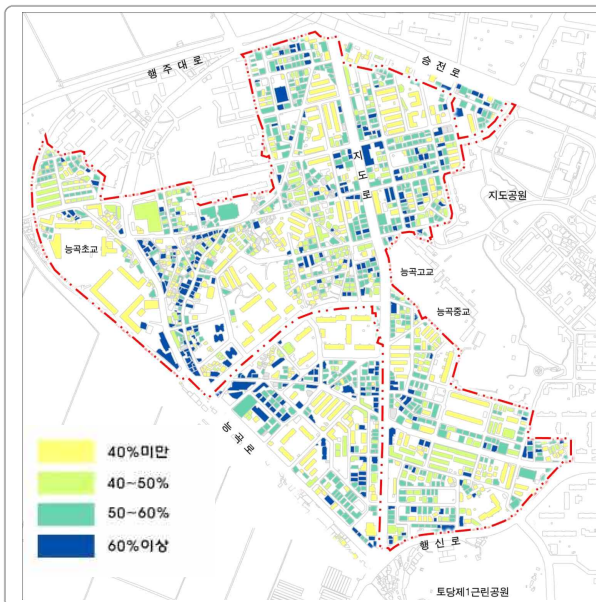 행주대로
승전로
지도로
지도공원
능곡초교
능곡고교
능곡중교
능곡로
40%미만
40~50%
50~60%
60%이상
행신로
토당제1근린공원